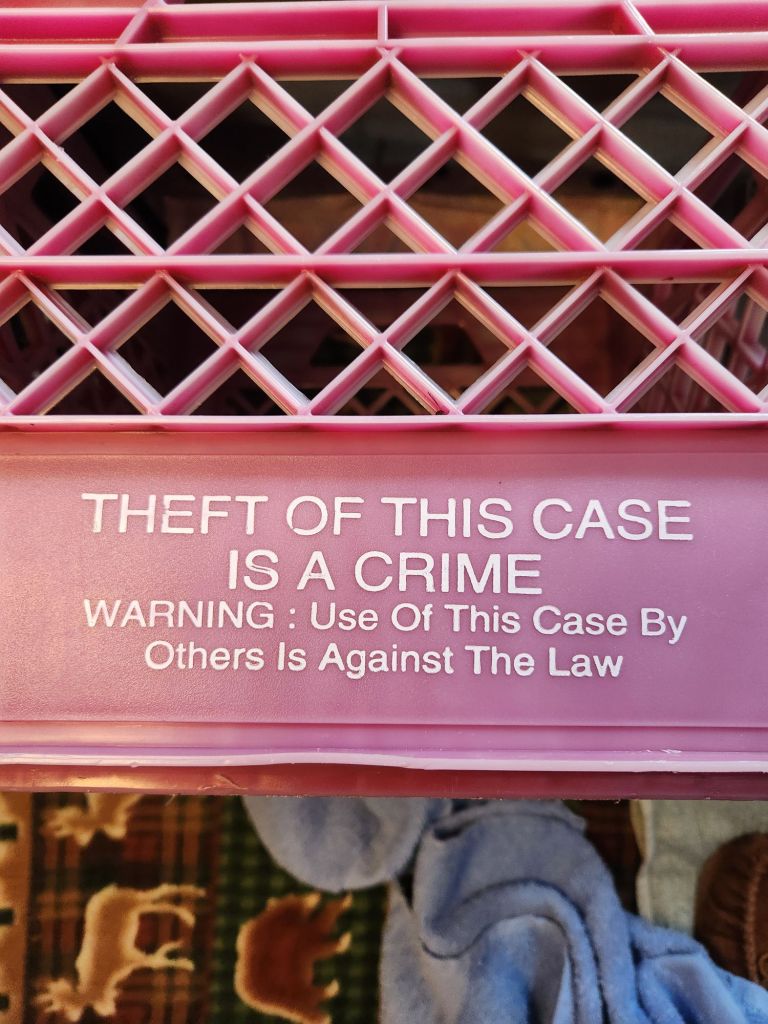 THEFT OF THIS CASE
IS A CRIME
WARNING : Use Of This Case By
Others Is Against The Law